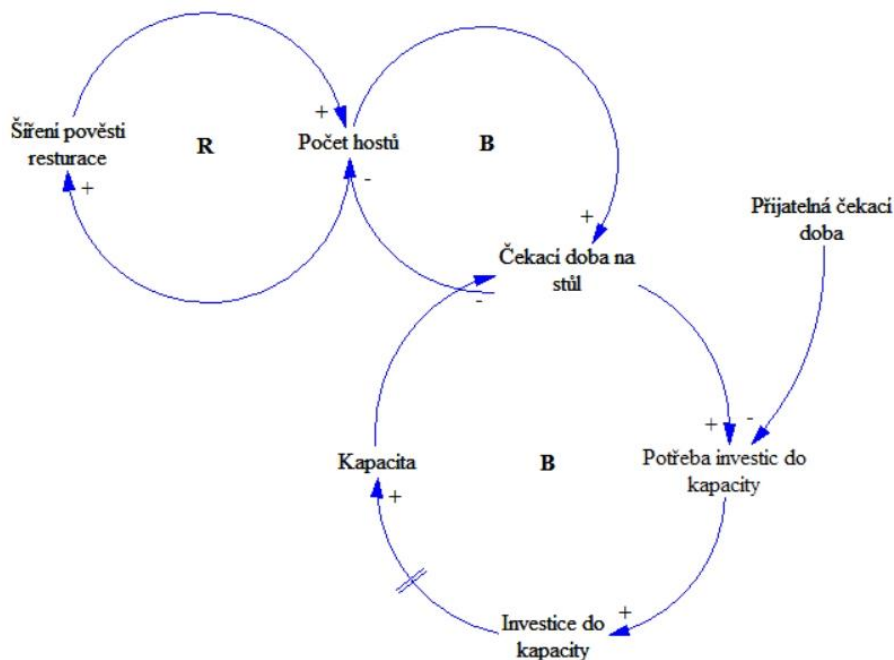 +
Šíření pověsti
resturace
R
Počet hostů
B
+
-
+
Čekací doba na
stůl
-
Přijatelná čekací
doba
+
-
Kapacita
B
Potřeba investic do
kapacity
+
Investice do
kapacity
+